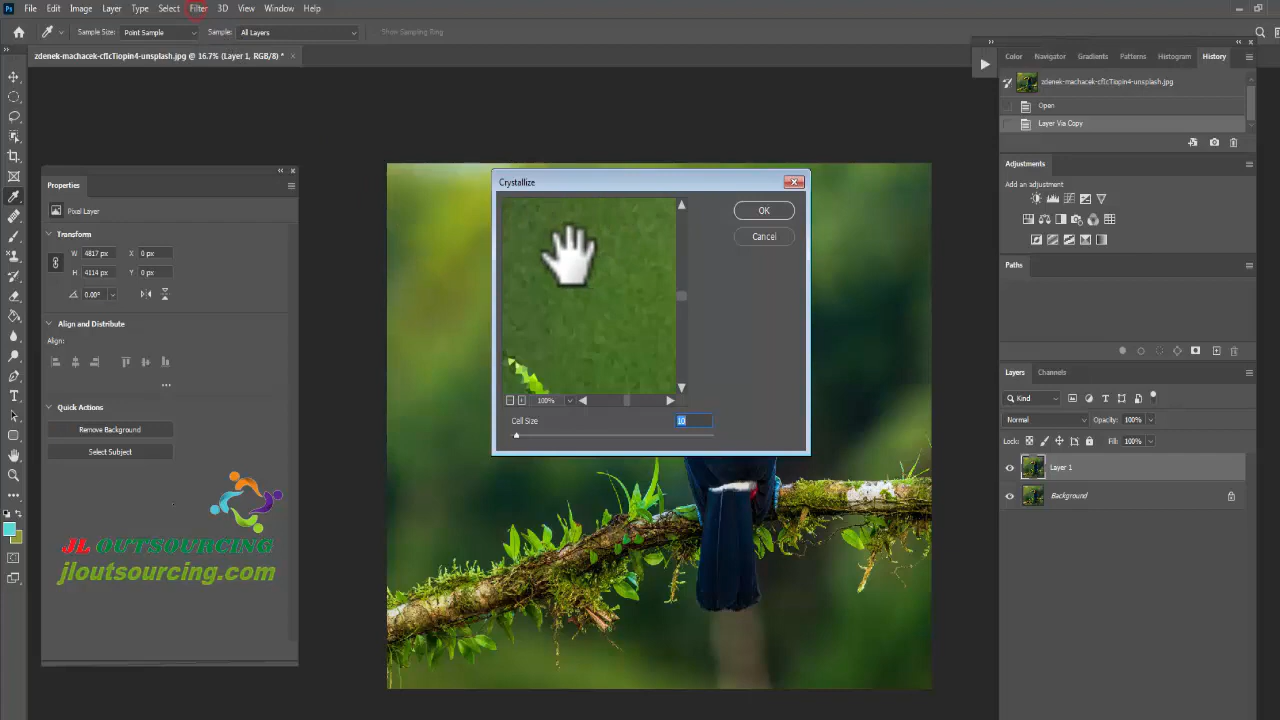 Ps File Edit Image Layer Type Select Filter 3D View Window Help
Sample Size: Point Sample Sample: All Layers Show Sampling Ring
zdenek-machacek-cfIcTiopin4-unsplash.jpg @ 16.7% (Layer 1, RGB/8) *
Color Navigator Gradients Patterns Histogram History
zdenek-machacek-cfIcTiopin4-unsplash.jpg
Open
Layer Via Copy
Adjustments
Add an adjustment
Paths
Properties
Pixel Layer
Transform
W 4817 px X 0 px
H 4114 px Y 0 px
0.00°
Align and Distribute
Align:
Quick Actions
Remove Background
Select Subject
JL OUTSOURCING
jloutsourcing.com
Crystallize
OK
Cancel
100%
Cell Size 10
Layers Channels
Kind
Normal Opacity: 100%
Lock: Fill: 100%
Layer 1
Background